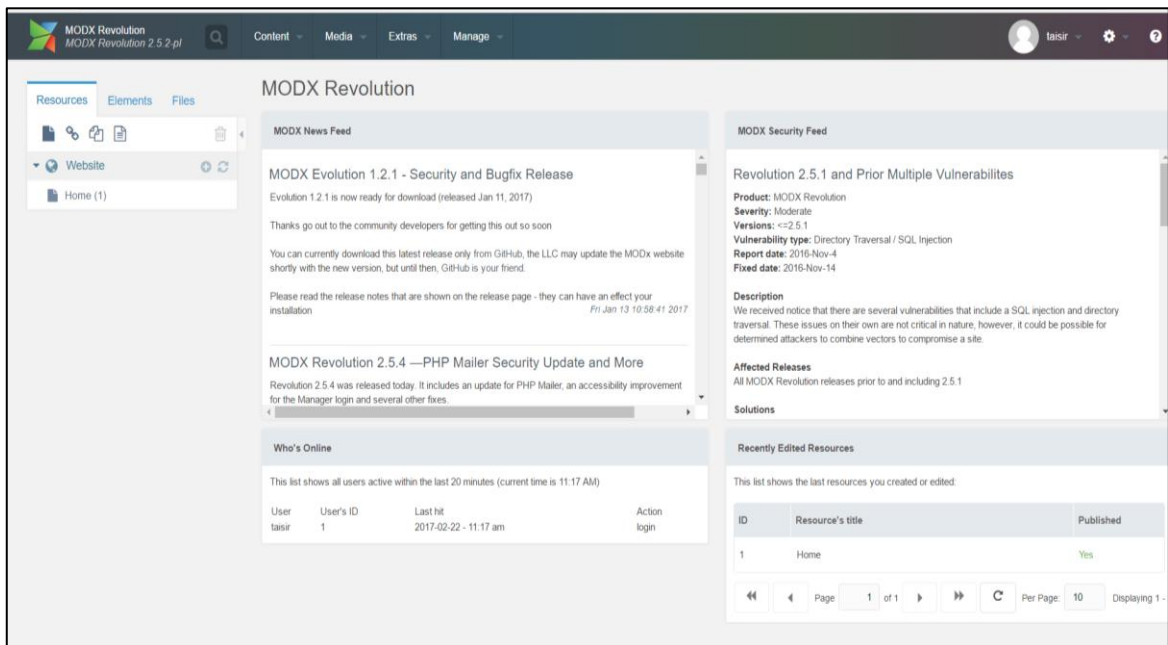 MODX Revolution
MODX Revolution 2.5.2-pl
Content
Media
Extras
Manage
taisir
Resources
Elements
Files
Website
Home (1)
MODX Revolution
MODX News Feed
MODX Evolution 1.2.1 - Security and Bugfix Release
Evolution 1.2.1 is now ready for download (released Jan 11, 2017)
Thanks go out to the community developers for getting this out so soon
You can currently download this latest release only from GitHub, the LLC may update the MODx website
shortly with the new version, but until then, GitHub is your friend.
Please read the release notes that are shown on the release page - they can have an effect your
installation
Fri Jan 13 10:58:41 2017
MODX Revolution 2.5.4 —PHP Mailer Security Update and More
Revolution 2.5.4 was released today. It includes an update for PHP Mailer, an accessibility improvement
for the Manager login and several other fixes.
MODX Security Feed
Revolution 2.5.1 and Prior Multiple Vulnerabilites
Product: MODX Revolution
Severity: Moderate
Versions: <=2.5.1
Vulnerability type: Directory Traversal / SQL Injection
Report date: 2016-Nov-4
Fixed date: 2016-Nov-14
Description
We received notice that there are several vulnerabilities that include a SQL injection and directory
traversal. These issues on their own are not critical in nature, however, it could be possible for
determined attackers to combine vectors to compromise a site.
Affected Releases
All MODX Revolution releases prior to and including 2.5.1
Solutions
Who's Online
This list shows all users active within the last 20 minutes (current time is 11:17 AM)
User User's ID Last hit Action
taisir 1 2017-02-22 - 11:17 am login
Recently Edited Resources
This list shows the last resources you created or edited.
ID Resource's title Published
1 Home Yes
Page 1 of 1 Per Page: 10 Displaying 1 -